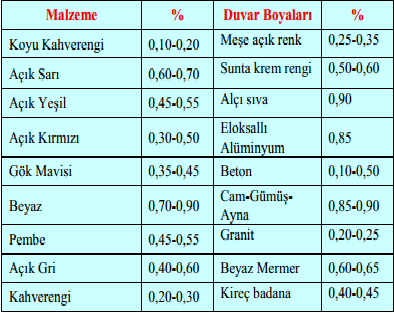 Malzeme % Duvar Boyaları %
Koyu Kahverengi 0,10-0,20 Meşe açık renk 0,25-0,35
Açık Sarı 0,60-0,70 Sunta krem rengi 0,50-0,60
Açık Yeşil 0,45-0,55 Alçı sıva 0,90
Açık Kırmızı 0,30-0,50 Eloksallı
Alüminyum 0,85
Gök Mavisi 0,35-0,45 Beton 0,10-0,50
Beyaz 0,70-0,90 Cam-Gümüş-
Ayna 0,85-0,90
Pembe 0,45-0,55 Granit 0,20-0,25
Açık Gri 0,40-0,60 Beyaz Mermer 0,60-0,65
Kahverengi 0,20-0,30 Kireç badana 0,40-0,45